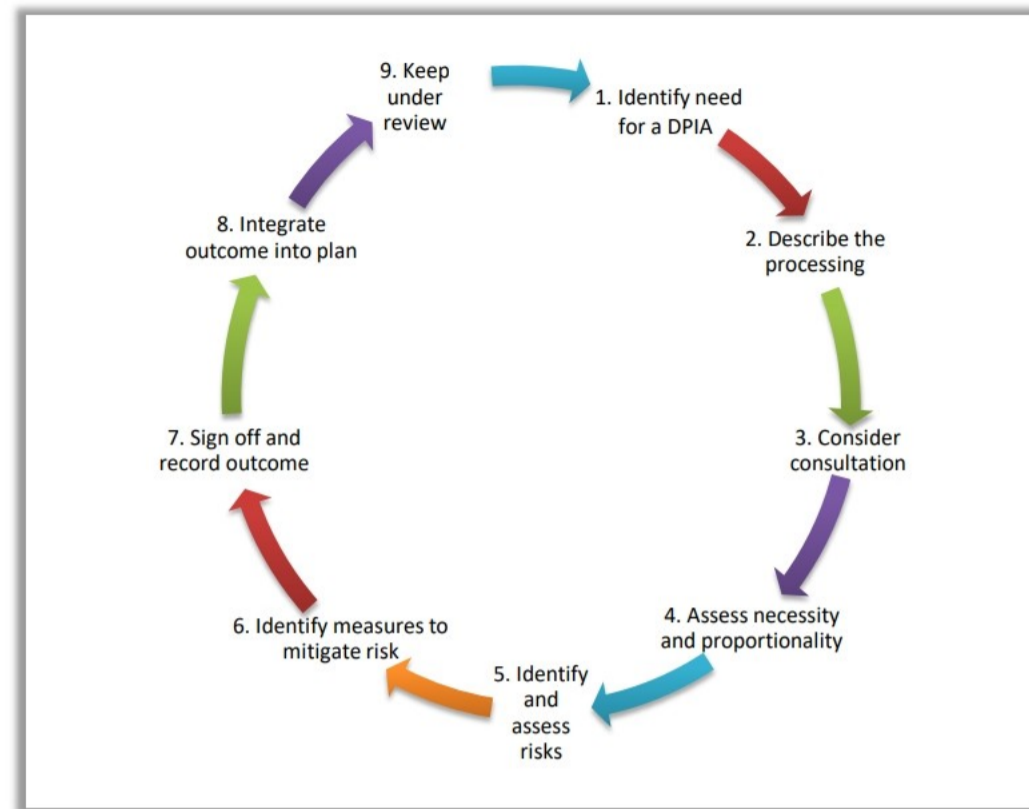 1. Identify need
for a DPIA
2. Describe the
processing
3. Consider
consultation
4. Assess necessity
and proportionality
5. Identify
and
assess
risks
6. Identify measures to
mitigate risk
7. Sign off and
record outcome
8. Integrate
outcome into plan
9. Keep
under
review